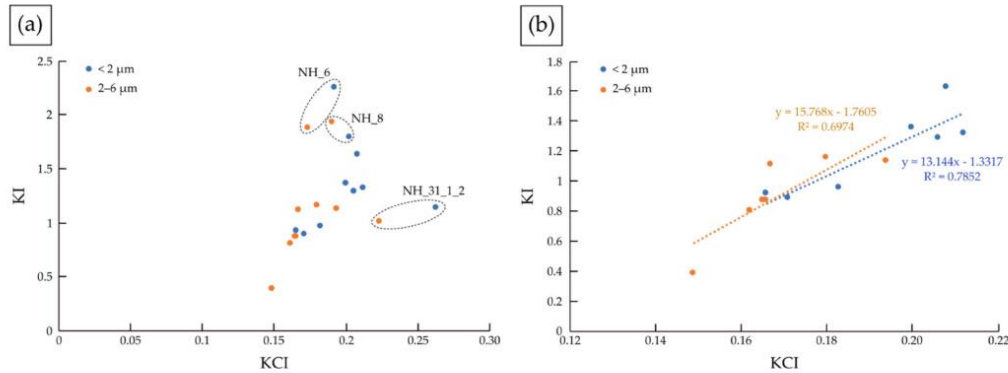 (a)
2.5
2
1.5
1
0.5
0
KI
< 2 μm
2–6 μm
NH_6
NH_8
NH_31_1_2
0
0.05
0.1
0.15
0.2
0.25
0.30
KCI
(b)
1.8
1.6
1.4
1.2
1
0.8
0.6
0.4
0.2
0
KI
< 2 μm
2–6 μm
y = 15.768x - 1.7605
R² = 0.6974
y = 13.144x - 1.3317
R² = 0.7852
0.12
0.14
0.16
0.18
0.20
0.22
KCI